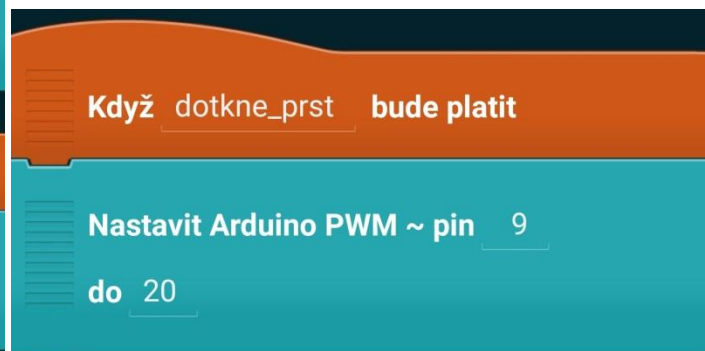 Když dotkne_prst bude platit
Nastavit Arduino PWM ~ pin 9
do 20